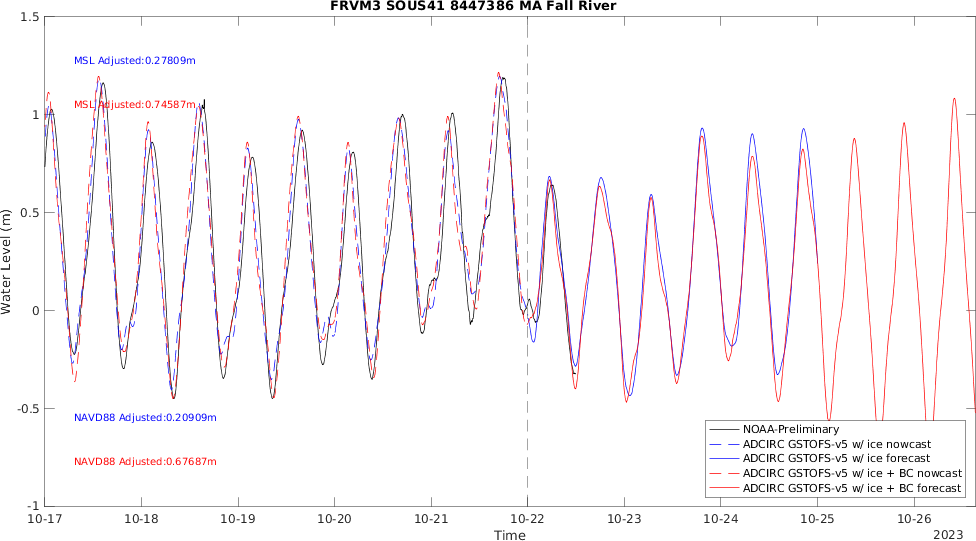 FRVM3 SOUS41 8447386 MA Fall River
1.5
1
0.5
0
-0.5
-1
Water Level (m)
MSL Adjusted:0.27809m
MSL Adjusted:0.74587m
NAVD88 Adjusted:0.20909m
NAVD88 Adjusted:0.67687m
NOAA-Preliminary
ADCIRC GSTOFS-v5 w/ ice nowcast
ADCIRC GSTOFS-v5 w/ ice forecast
ADCIRC GSTOFS-v5 w/ ice + BC nowcast
ADCIRC GSTOFS-v5 w/ ice + BC forecast
10-17 10-18 10-19 10-20 10-21 10-22 10-23 10-24 10-25 10-26
Time
2023